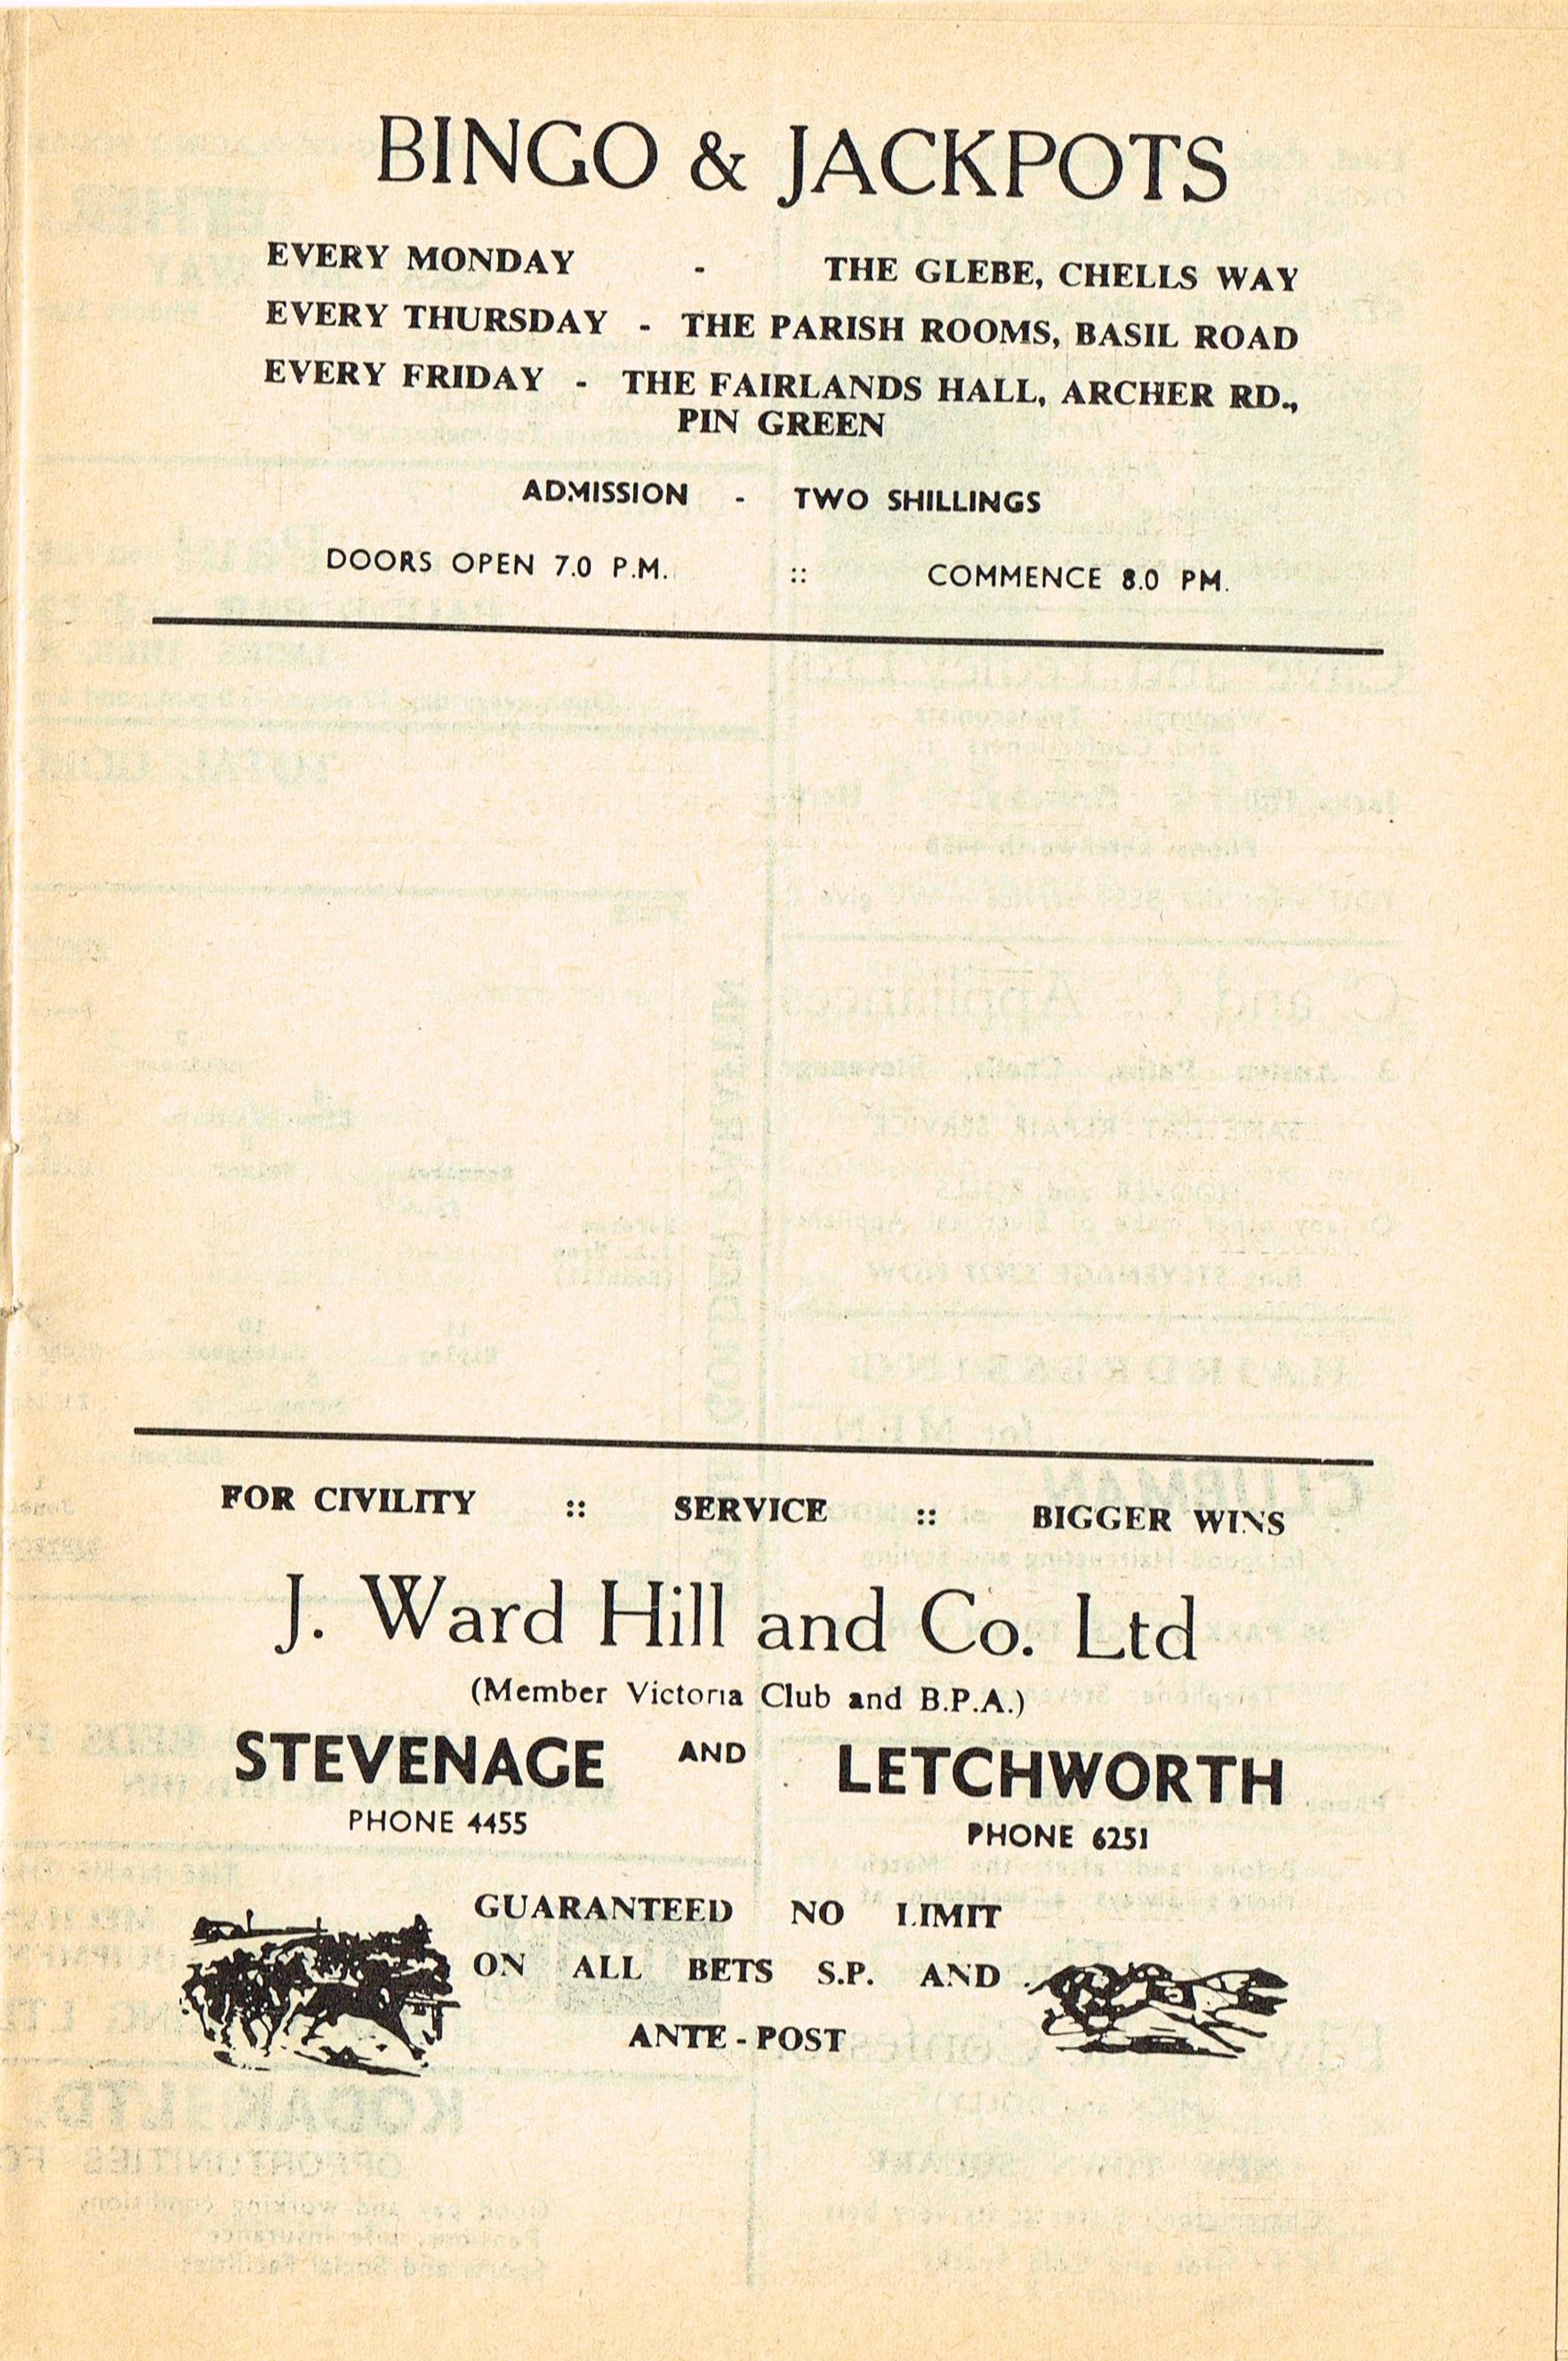 BINGO & JACKPOTS
EVERY MONDAY - THE GLEBE, CHELLS WAY
EVERY THURSDAY - THE PARISH ROOMS, BASIL ROAD
EVERY FRIDAY - THE FAIRLANDS HALL, ARCHER RD.,
PIN GREEN
ADMISSION - TWO SHILLINGS
DOORS OPEN 7.0 P.M. :: COMMENCE 8.0 PM.
FOR CIVILITY :: SERVICE :: BIGGER WINS
J. Ward Hill and Co. Ltd
(Member Victoria Club and B.P.A.)
STEVENAGE AND LETCHWORTH
PHONE 4455
PHONE 6251
GUARANTEED NO LIMIT
ON ALL BETS S.P. AND
ANTE-POST